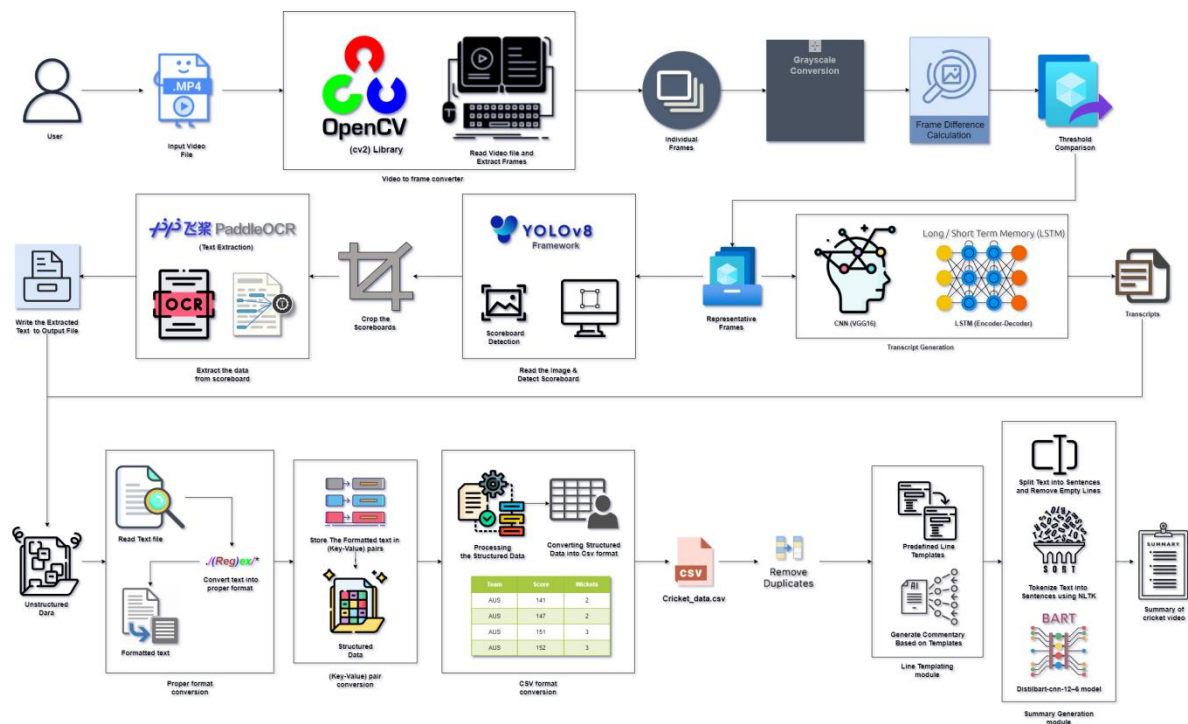 User
.MP4
Input Video
File
OpenCV
(cv2) Library
Read Video file and
Extract Frames
Video to frame converter
Individual
Frames
Grayscale
Conversion
Frame Difference
Calculation
Threshold
Comparison
Write the Extracted
Text to Output File
飞桨 PaddleOCR
(Text Extraction)
OCR
Extract the data
from scoreboard
Crop the
Scoreboards
YOLOv8
Framework
Scoreboard
Detection
Read the Image &
Detect Scoreboard
Representative
Frames
CNN (VGG16)
Long / Short Term Memory (LSTM)
LSTM (Encoder-Decoder)
Transcript Generation
Transcripts
Unstructured
Dara
Read Text file
./(Reg)ex/*
Convert text into
proper format
Formatted text
Proper format
conversion
Store The Formatted text in
(Key-Value) pairs
Structured
Data
(Key-Value) pair
conversion
Processing
the Structured Data
Converting Structured
Data into Csv format
Team Score Wickets
AUS 141 2
AUS 147 2
AUS 151 3
AUS 152 3
CSV format
conversion
CSV
Cricket_data.csv
Remove
Duplicates
Predefined Line
Templates
AI
Generate Commentary
Based on Templates
Line Templating
module
Split Text into Sentences
and Remove Empty Lines
SORT
Tokenize Text into
Sentences using NLTK
BART
Distilbart-cnn-12–6 model
Summary Generation
module
SUMMARY
Summary of
cricket video